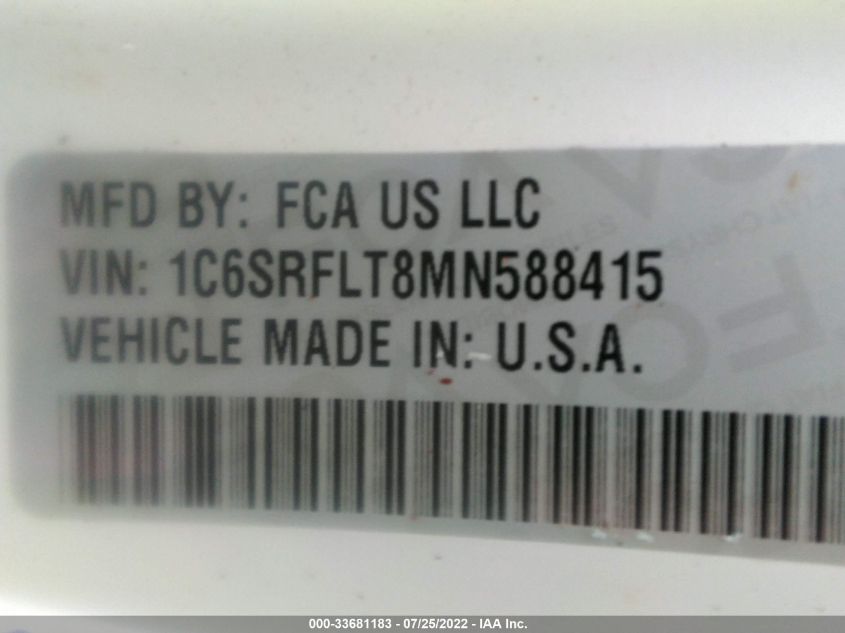 MFD BY: FCA US LLC
VIN: 1C6SRFLT8MN588415
VEHICLE MADE IN: U.S.A.
000-33681183 - 07/25/2022 - IAA Inc.